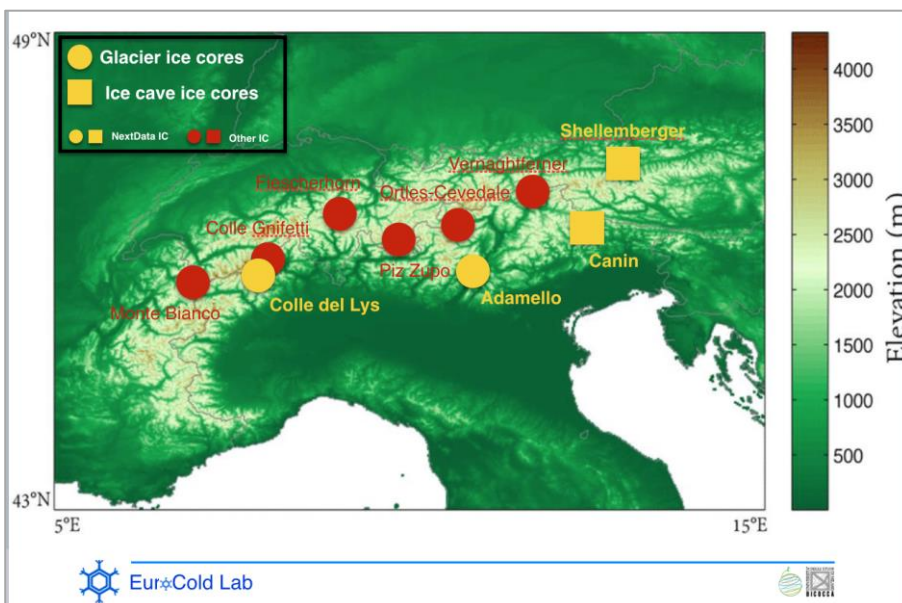 49°N
Glacier ice cores
Ice cave ice cores
NextData IC
Other IC
Shellemberger
Vernaghtferner
Fiescherhorn
Ortles-Cevedale
Colle Gnifetti
Canin
Piz Zupo
Adamello
Colle del Lys
Monte Bianco
43°N
5°E
15°E
4000
3500
3000
2500
2000
1500
1000
500
Elevation (m)
Eur Cold Lab
BICOCCA